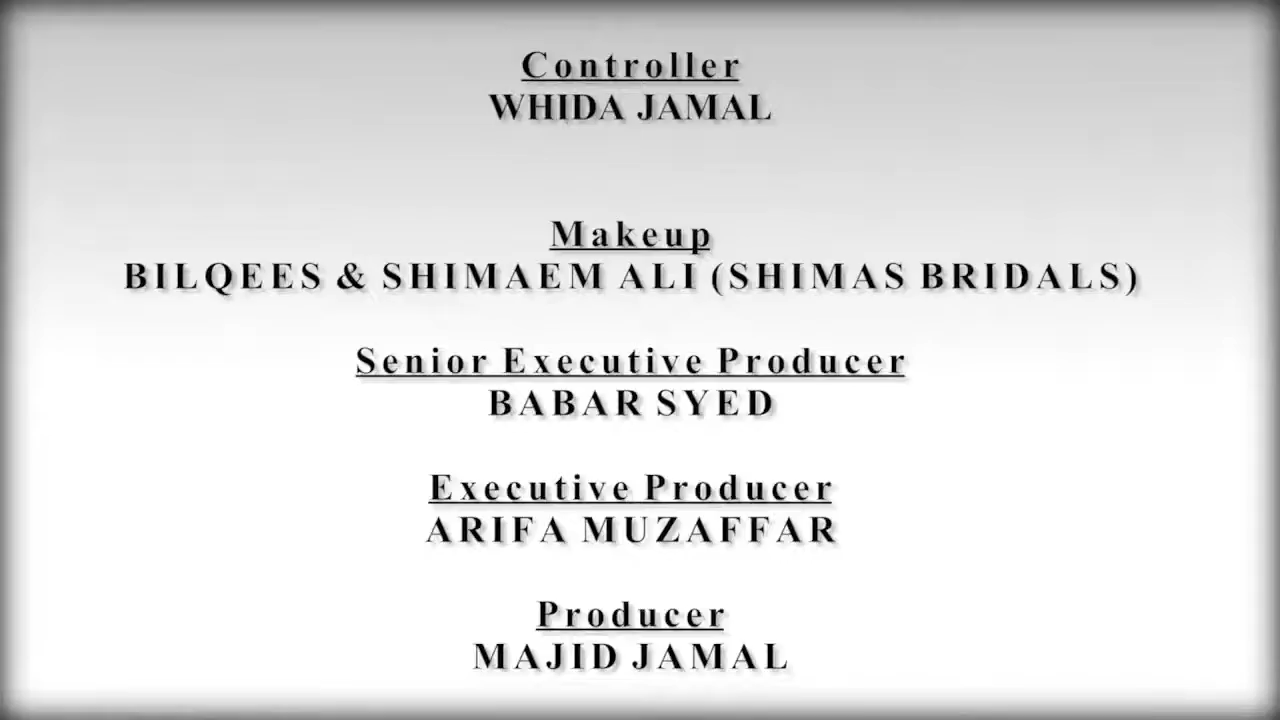 Controller
WHIDA JAMAL
Makeup
BILQEES & SHIMAEM ALI (SHIMAS BRIDALS)
Senior Executive Producer
BABAR SYED
Executive Producer
ARIFA MUZAFFAR
Producer
MAJID JAMAL